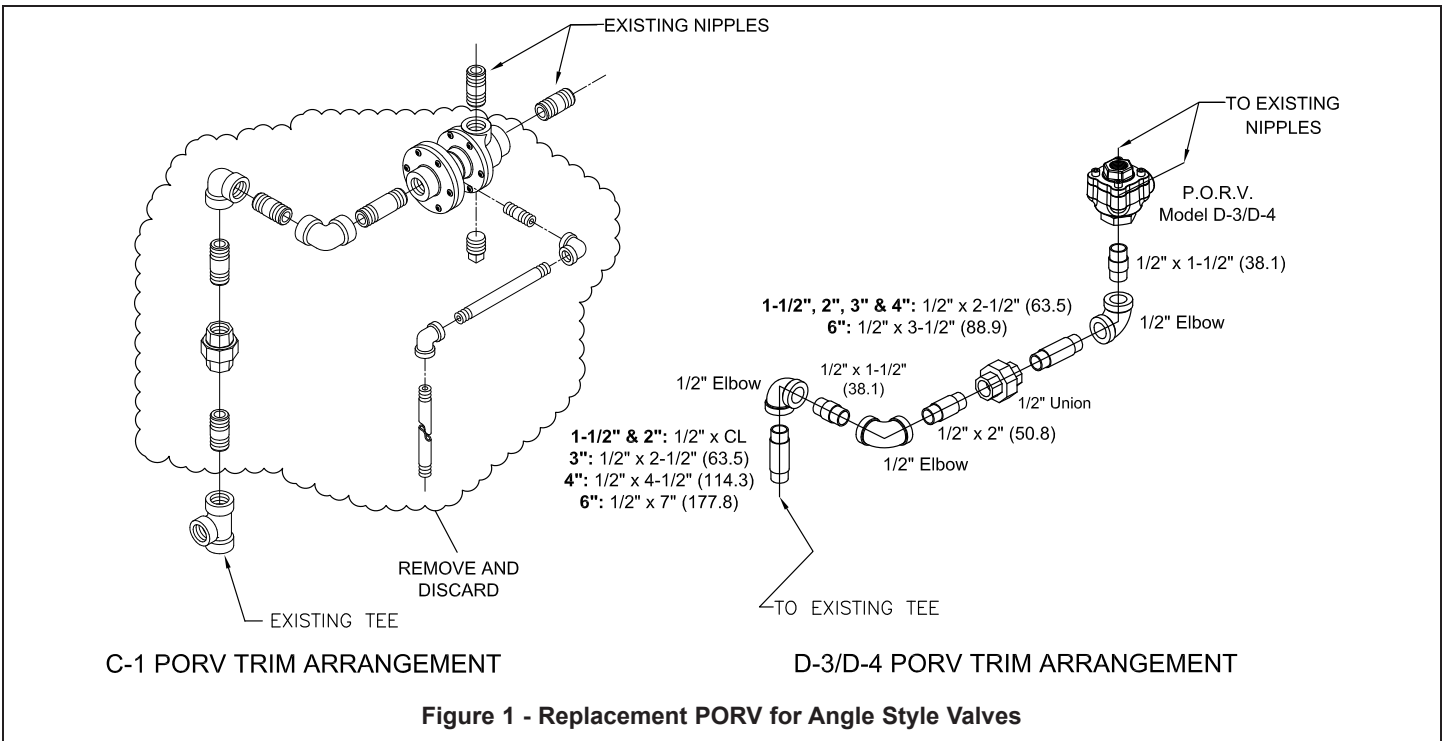 EXISTING NIPPLES
REMOVE AND
DISCARD
EXISTING TEE
C-1 PORV TRIM ARRANGEMENT
TO EXISTING
NIPPLES
P.O.R.V.
Model D-3/D-4
1/2" x 1-1/2" (38.1)
1-1/2", 2", 3" & 4": 1/2" x 2-1/2" (63.5)
6": 1/2" x 3-1/2" (88.9)
1/2" Elbow
1/2" x 1-1/2"
(38.1)
1/2" Elbow
1/2" Union
1/2" x 2" (50.8)
1/2" Elbow
1-1/2" & 2": 1/2" x CL
3": 1/2" x 2-1/2" (63.5)
4": 1/2" x 4-1/2" (114.3)
6": 1/2" x 7" (177.8)
TO EXISTING TEE
D-3/D-4 PORV TRIM ARRANGEMENT
Figure 1 - Replacement PORV for Angle Style Valves